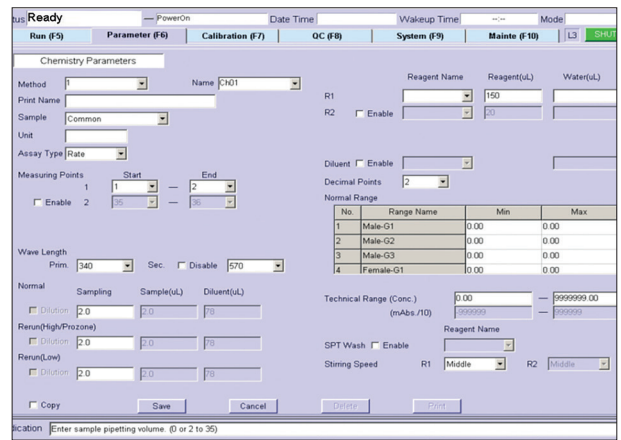 tus Ready — PowerOn Date Time Wakeup Time --:-- Mode
Run (F5) Parameter (F6) Calibration (F7) QC (F8) System (F9) Mainte (F10) L3 SHUT
Chemistry Parameters
Method 1 Name Ch01
Print Name
Sample Common
Unit
Assay Type Rate
Measuring Points Start End
1 1 — 2
Enable 2 35 — 36
Wave Length
Prim. 340 Sec. Disable 570
Normal Sampling Sample(uL) Diluent(uL)
Dilution 2.0 2.0 78
Rerun(High/Prozone)
Dilution 2.0 2.0 78
Rerun(Low)
Dilution 2.0 2.0 78
Copy Save Cancel Delete Print
Reagent Name Reagent(uL) Water(uL)
R1 150
R2 Enable 20
Diluent Enable
Decimal Points 2
Normal Range
No. Range Name Min Max
1 Male-G1 0.00 0.00
2 Male-G2 0.00 0.00
3 Male-G3 0.00 0.00
4 Female-G1 0.00 0.00
Technical Range (Conc.) 0.00 — 9999999.00
(mAbs./10) -999999 — 999999
Reagent Name
SPT Wash Enable
Stirring Speed R1 Middle R2 Middle
ication Enter sample pipetting volume. (0 or 2 to 35)